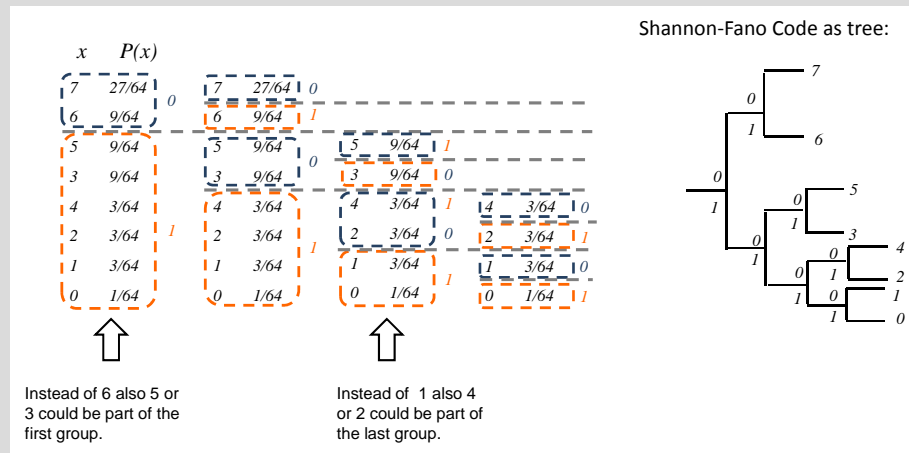 Shannon-Fano Code as tree:
x P(x)
7 27/64
0
6 9/64
5 9/64
3 9/64
4 3/64
2 3/64 1
1 3/64
0 1/64
7 27/64 0
6 9/64 1
5 9/64
0
3 9/64
4 3/64
2 3/64
1
1 3/64
0 1/64
5 9/64 1
3 9/64 0
4 3/64 1
2 3/64 0
1 3/64
1
0 1/64
4 3/64 0
2 3/64 1
1 3/64 0
0 1/64 1
Instead of 6 also 5 or
3 could be part of the
first group.
Instead of 1 also 4
or 2 could be part of
the last group.
7
0
1
6
0
1
5
0
1
3
0
1
4
0
1
2
0
1
1
0
1
0